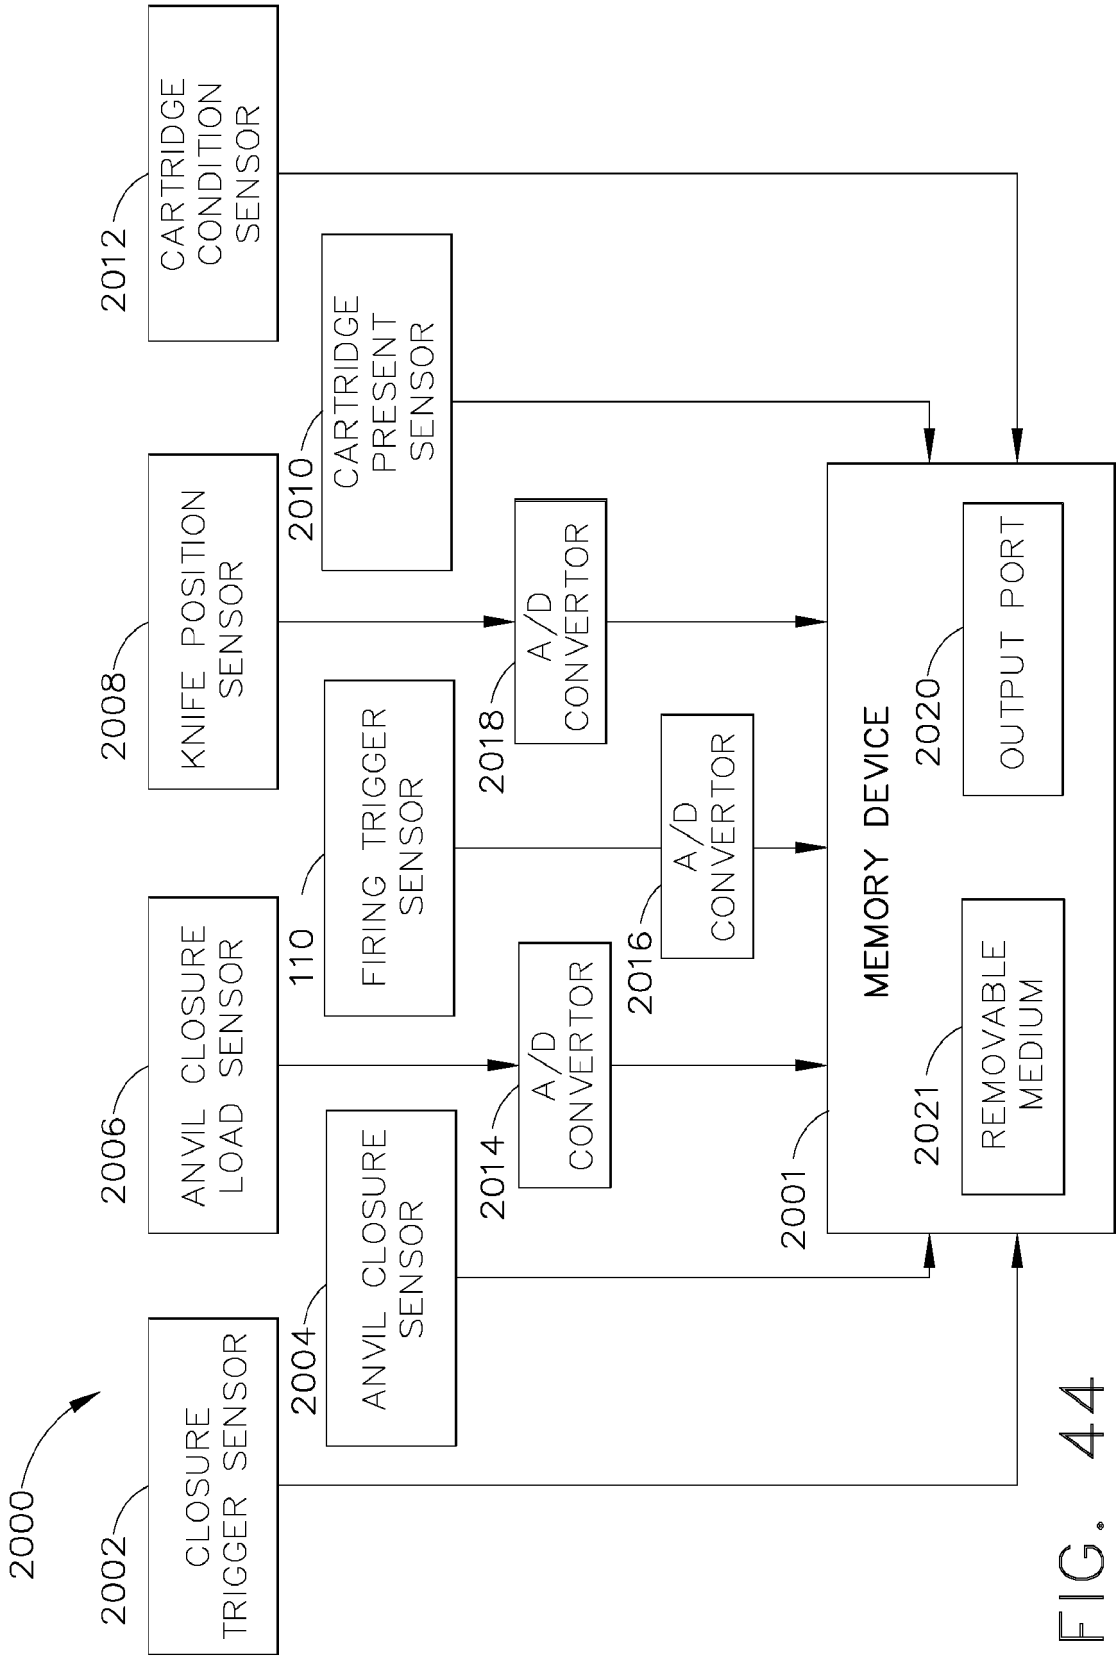 2000
2002
CLOSURE
TRIGGER SENSOR
2006
ANVIL CLOSURE
LOAD SENSOR
2008
KNIFE POSITION
SENSOR
2012
CARTRIDGE
CONDITION
SENSOR
2004
ANVIL CLOSURE
SENSOR
110
FIRING TRIGGER
SENSOR
2010
CARTRIDGE
PRESENT
SENSOR
2014
A/D
CONVERTOR
2018
A/D
CONVERTOR
2016
A/D
CONVERTOR
2001
MEMORY DEVICE
2021
REMOVABLE
MEDIUM
2020
OUTPUT PORT
FIG. 44